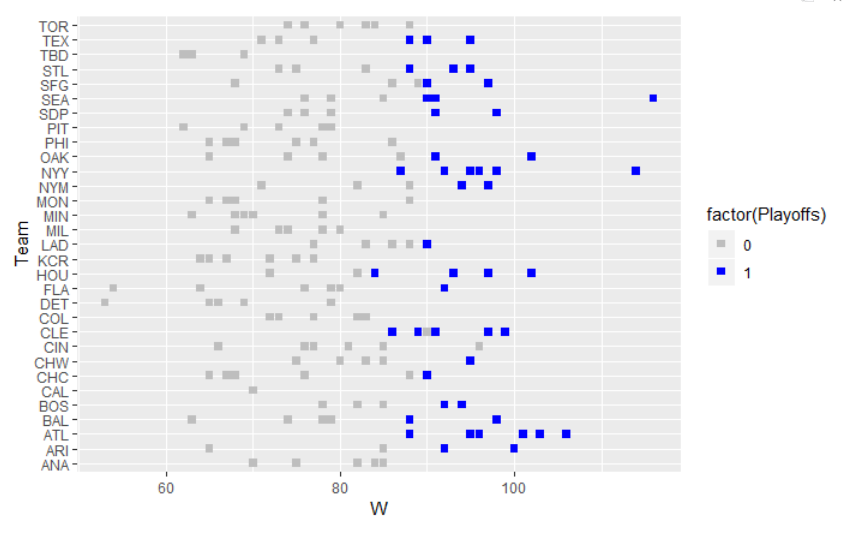 TOR
TEX
TBD
STL
SFG
SEA
SDP
PIT
PHI
OAK
NYY
NYM
MON
MIN
MIL
LAD
KCR
HOU
FLA
DET
COL
CLE
CIN
CHW
CHC
CAL
BOS
BAL
ATL
ARI
ANA
Team
60 80 100
W
factor(Playoffs)
0
1